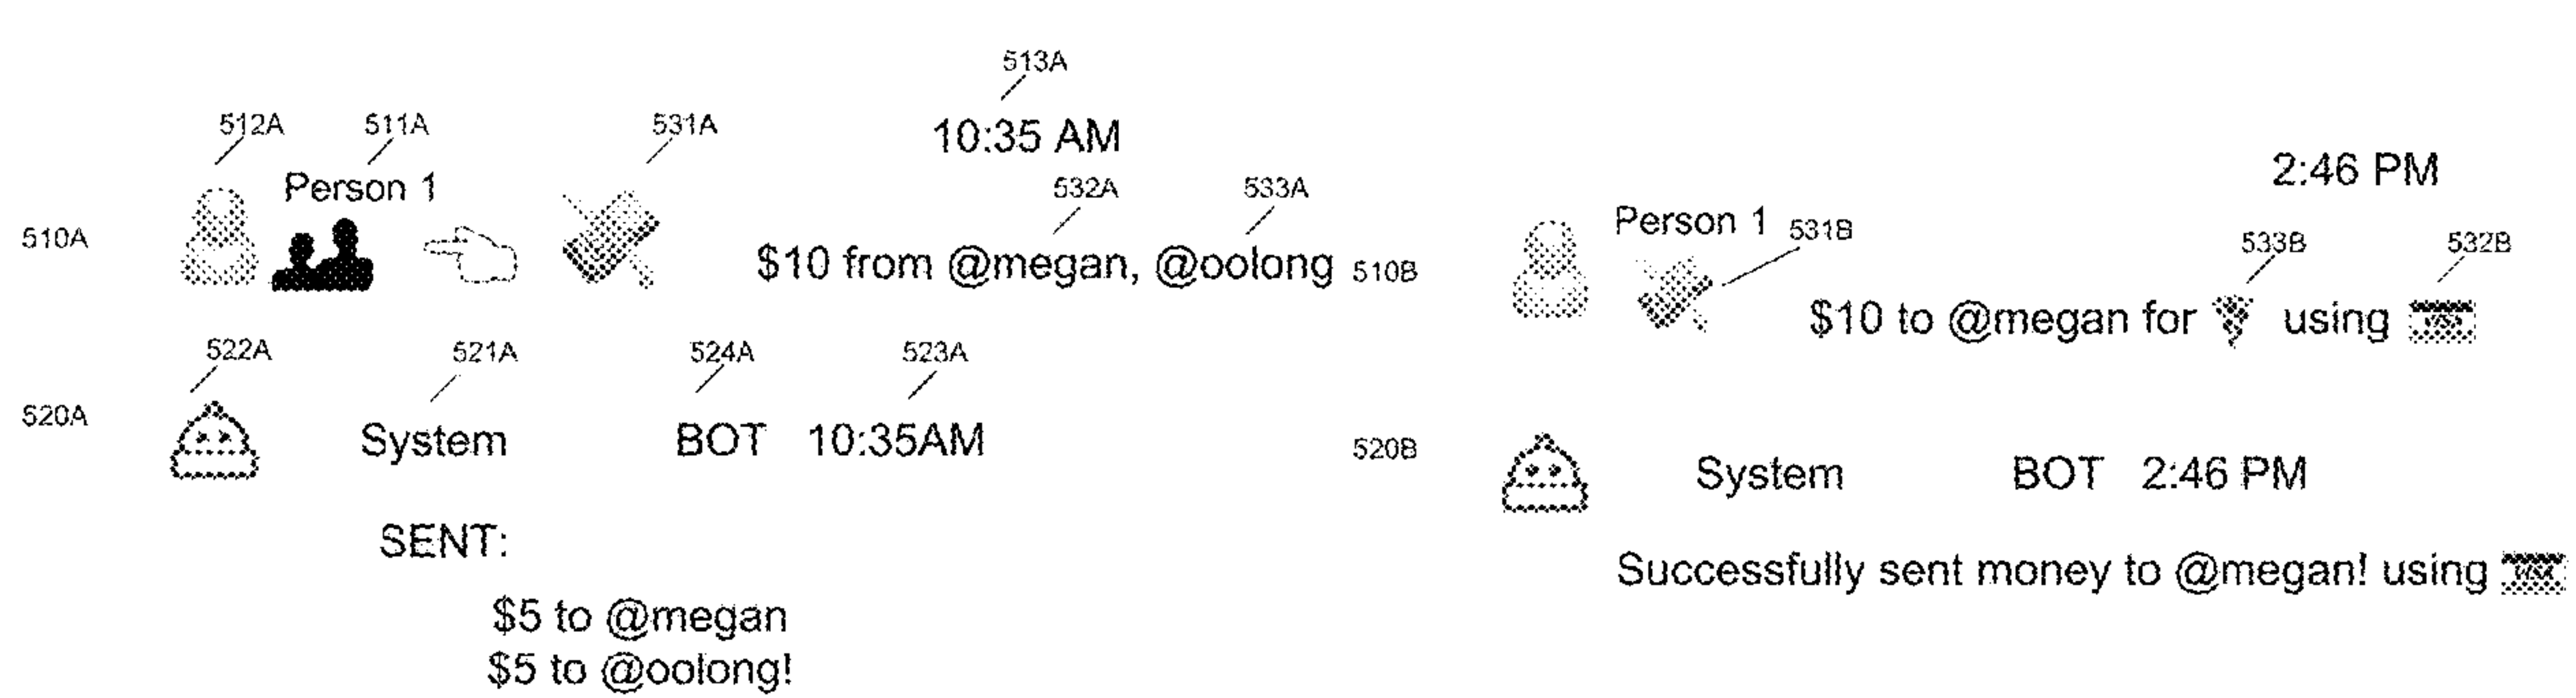 513A
10:35 AM
512A 511A 531A
Person 1
532A 533A
510A
$10 from @megan, @oolong
522A 521A 524A 523A
520A
System BOT 10:35AM
SENT:
$5 to @megan
$5 to @oolong!
2:46 PM
Person 1 531B
533B 532B
510B
$10 to @megan for using VISA
520B
System BOT 2:46 PM
Successfully sent money to @megan! using VISA